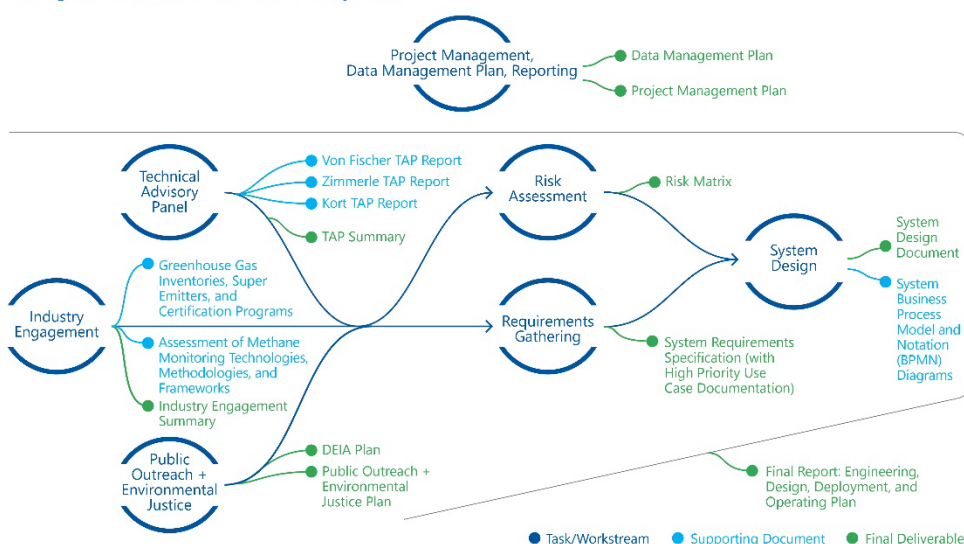 Project Management,
Data Management Plan, Reporting
Data Management Plan
Project Management Plan
Technical
Advisory
Panel
Von Fischer TAP Report
Zimmerle TAP Report
Kort TAP Report
TAP Summary
Risk
Assessment
Risk Matrix
System
Design
System
Design
Document
System
Business
Process
Model and
Notation
(BPMN)
Diagrams
Industry
Engagement
Greenhouse Gas
Inventories, Super
Emitters, and
Certification Programs
Assessment of Methane
Monitoring Technologies,
Methodologies, and
Frameworks
Industry Engagement
Summary
Requirements
Gathering
System Requirements
Specification (with
High Priority Use
Case Documentation)
Public
Outreach +
Environmental
Justice
DEIA Plan
Public Outreach +
Environmental
Justice Plan
Final Report: Engineering,
Design, Deployment, and
Operating Plan
Task/Workstream
Supporting Document
Final Deliverable